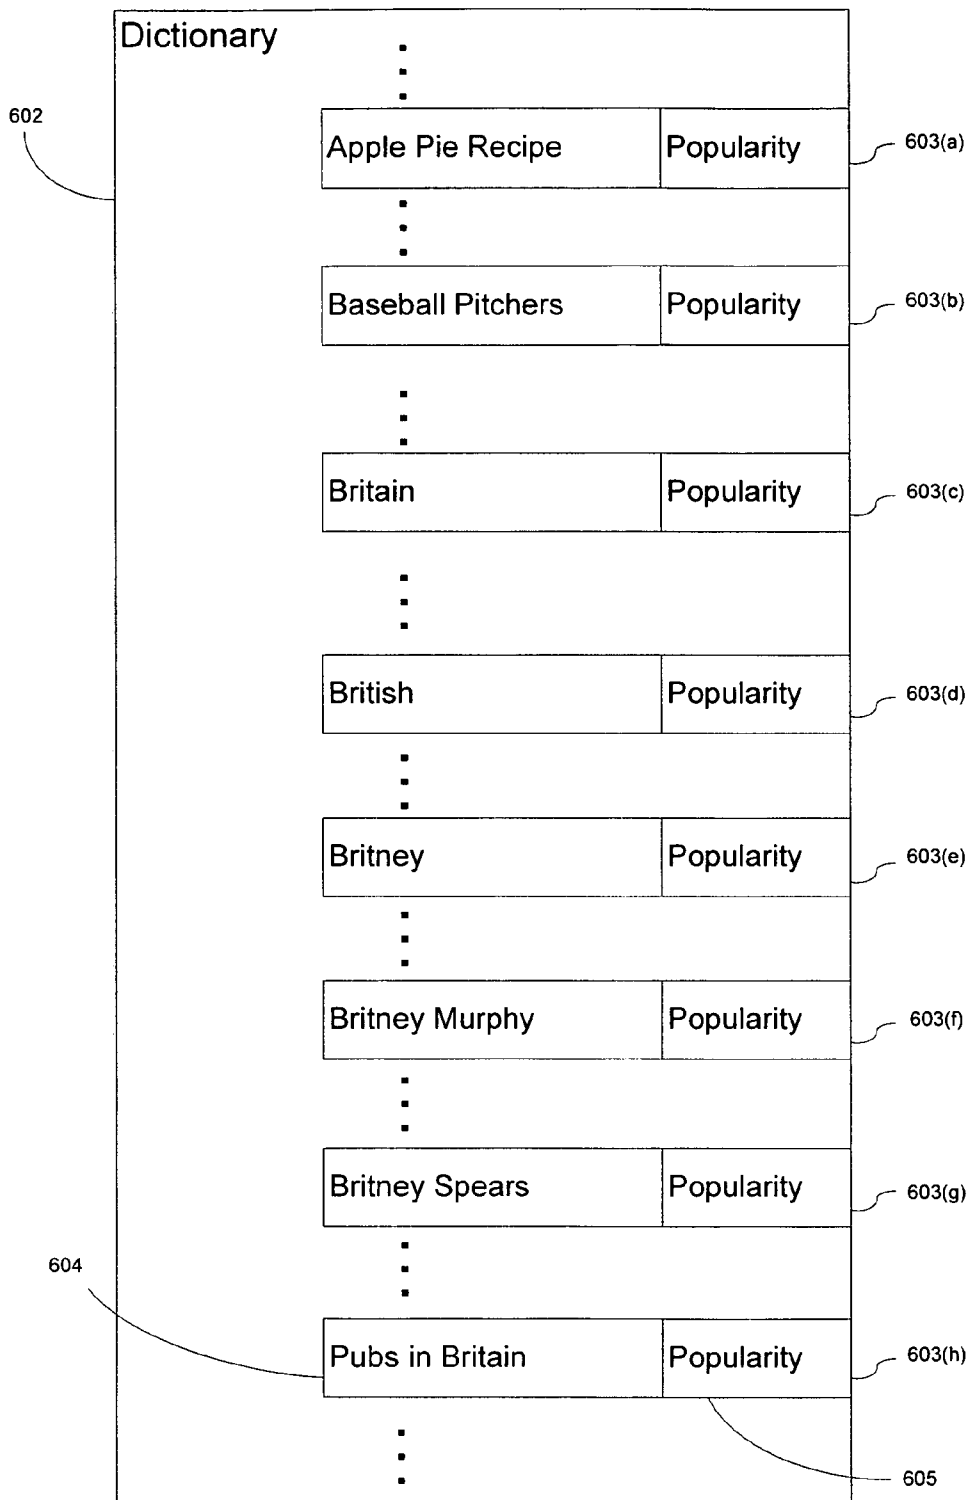 Dictionary
602
Apple Pie Recipe Popularity 603(a)
Baseball Pitchers Popularity 603(b)
Britain Popularity 603(c)
British Popularity 603(d)
Britney Popularity 603(e)
Britney Murphy Popularity 603(f)
Britney Spears Popularity 603(g)
604
Pubs in Britain Popularity 603(h)
605